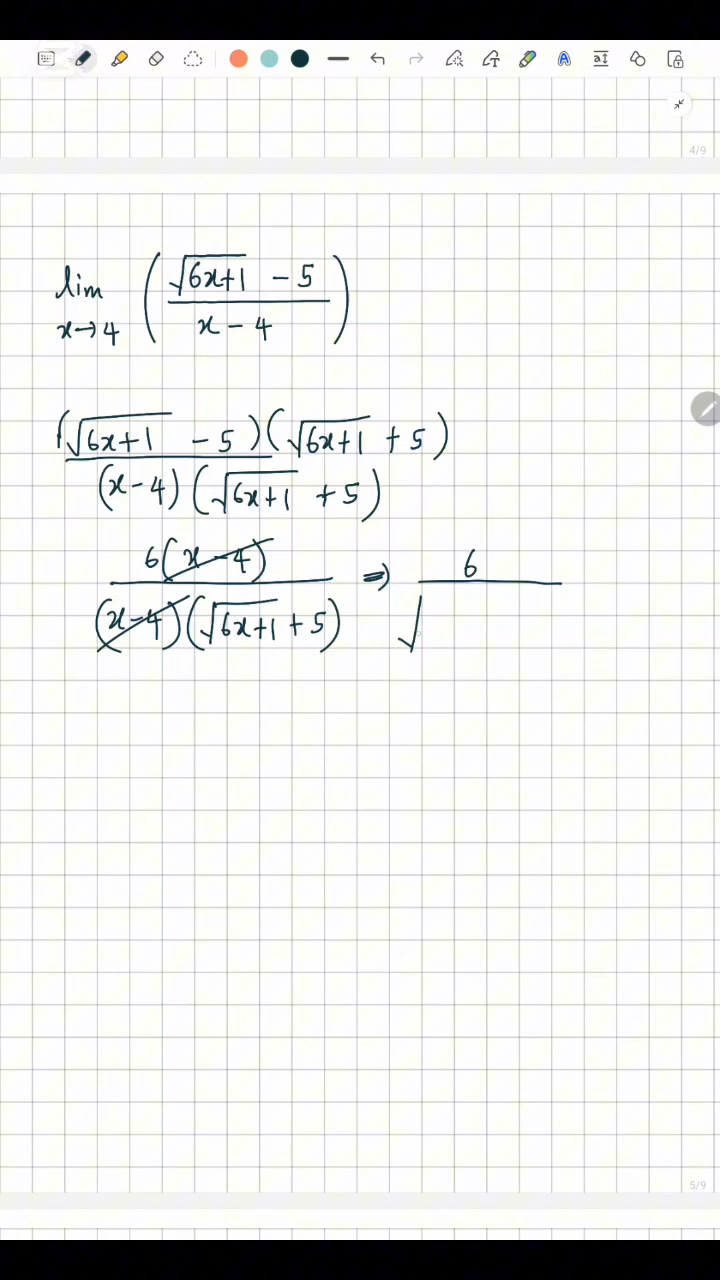 4/9
lim x→4 ( (√6x+1 - 5) / (x - 4) )
(√6x+1 - 5)(√6x+1 + 5)
(x-4)(√6x+1 + 5)
6(x-4) ⇒ 6
(x-4)(√6x+1 + 5) √
5/9